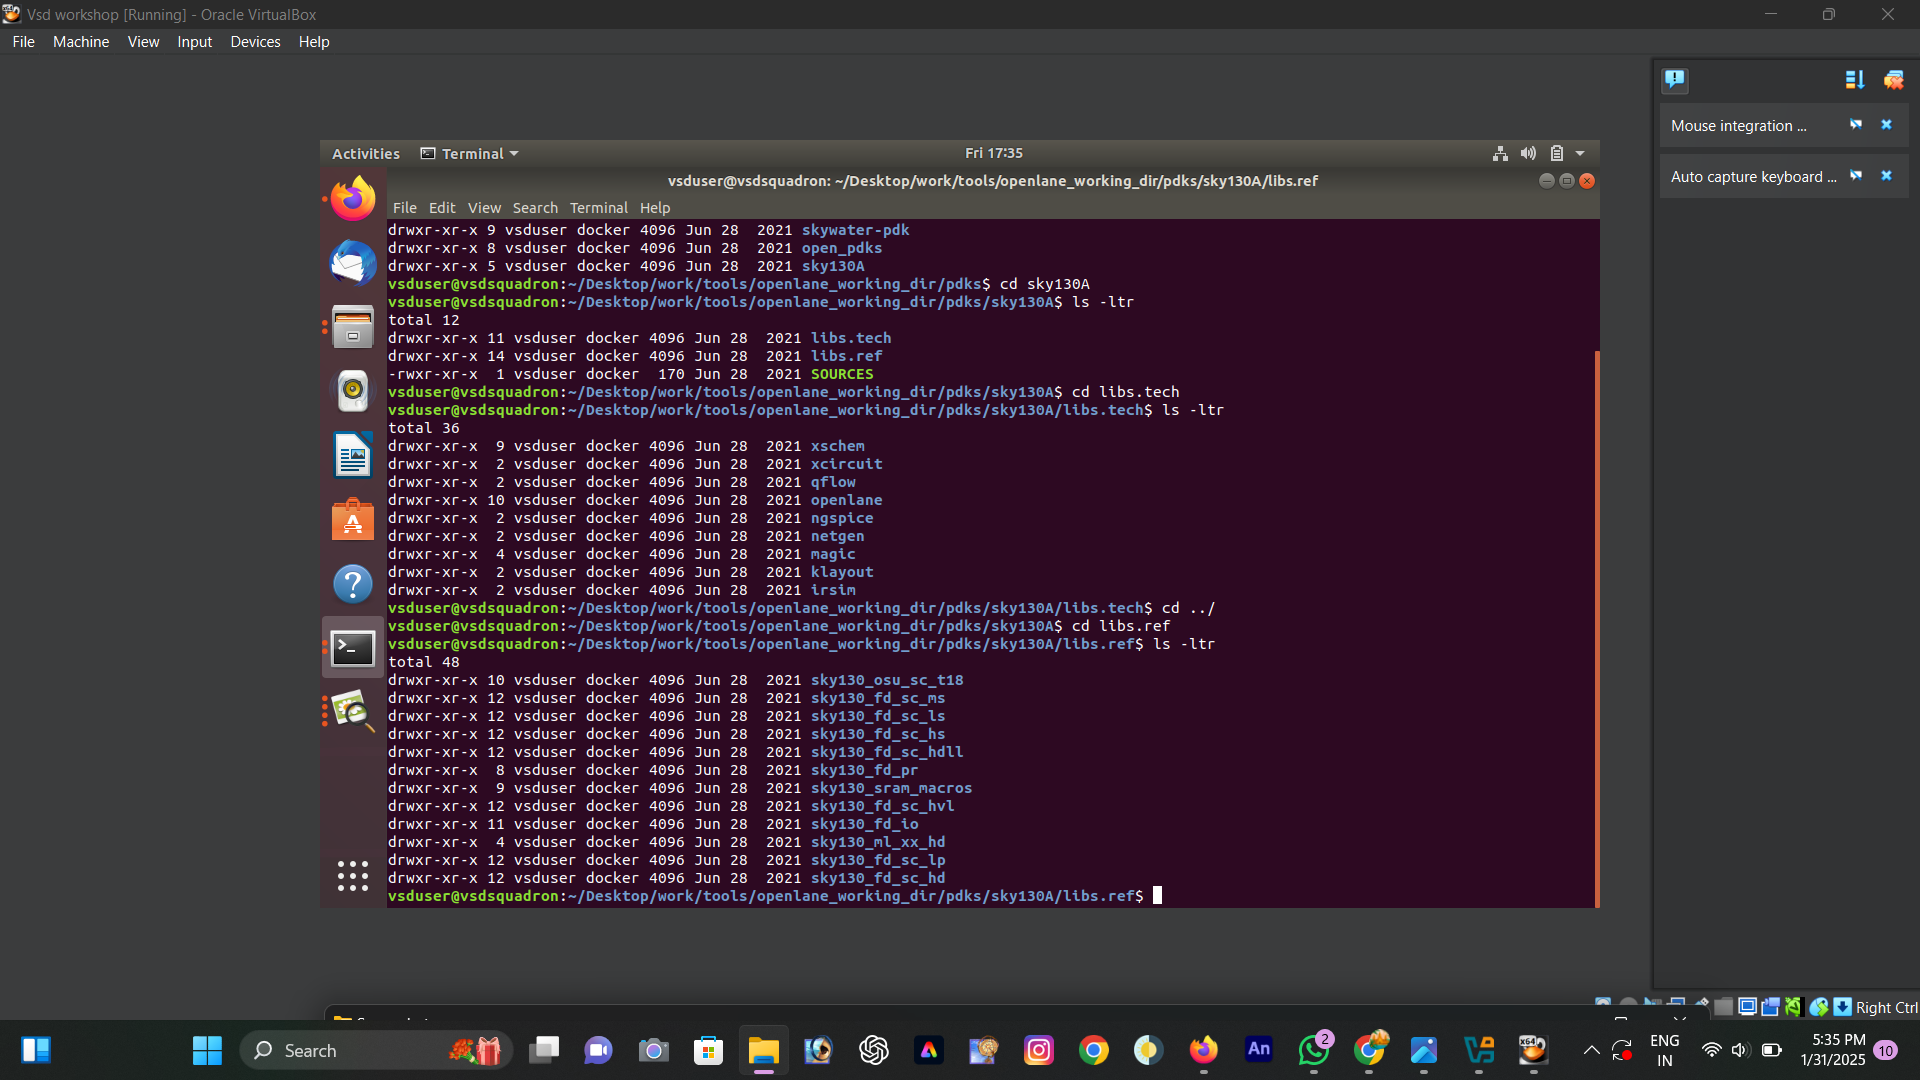 Vsd workshop [Running] - Oracle VirtualBox
File Machine View Input Devices Help
Mouse integration ...
Auto capture keyboard ...
Activities Terminal Fri 17:35
vsduser@vsdsquadron: ~/Desktop/work/tools/openlane_working_dir/pdks/sky130A/libs.ref
File Edit View Search Terminal Help
drwxr-xr-x 9 vsduser docker 4096 Jun 28  2021 skywater-pdk
drwxr-xr-x 8 vsduser docker 4096 Jun 28  2021 open_pdks
drwxr-xr-x 5 vsduser docker 4096 Jun 28  2021 sky130A
vsduser@vsdsquadron:~/Desktop/work/tools/openlane_working_dir/pdks$ cd sky130A
vsduser@vsdsquadron:~/Desktop/work/tools/openlane_working_dir/pdks/sky130A$ ls -ltr
total 12
drwxr-xr-x 11 vsduser docker 4096 Jun 28  2021 libs.tech
drwxr-xr-x 14 vsduser docker 4096 Jun 28  2021 libs.ref
-rwxr-xr-x  1 vsduser docker  170 Jun 28  2021 SOURCES
vsduser@vsdsquadron:~/Desktop/work/tools/openlane_working_dir/pdks/sky130A$ cd libs.tech
vsduser@vsdsquadron:~/Desktop/work/tools/openlane_working_dir/pdks/sky130A/libs.tech$ ls -ltr
total 36
drwxr-xr-x  9 vsduser docker 4096 Jun 28  2021 xschem
drwxr-xr-x  2 vsduser docker 4096 Jun 28  2021 xcircuit
drwxr-xr-x  2 vsduser docker 4096 Jun 28  2021 qflow
drwxr-xr-x 10 vsduser docker 4096 Jun 28  2021 openlane
drwxr-xr-x  2 vsduser docker 4096 Jun 28  2021 ngspice
drwxr-xr-x  2 vsduser docker 4096 Jun 28  2021 netgen
drwxr-xr-x  4 vsduser docker 4096 Jun 28  2021 magic
drwxr-xr-x  2 vsduser docker 4096 Jun 28  2021 klayout
drwxr-xr-x  2 vsduser docker 4096 Jun 28  2021 irsim
vsduser@vsdsquadron:~/Desktop/work/tools/openlane_working_dir/pdks/sky130A/libs.tech$ cd ../
vsduser@vsdsquadron:~/Desktop/work/tools/openlane_working_dir/pdks/sky130A$ cd libs.ref
vsduser@vsdsquadron:~/Desktop/work/tools/openlane_working_dir/pdks/sky130A/libs.ref$ ls -ltr
total 48
drwxr-xr-x 10 vsduser docker 4096 Jun 28  2021 sky130_osu_sc_t18
drwxr-xr-x 12 vsduser docker 4096 Jun 28  2021 sky130_fd_sc_ms
drwxr-xr-x 12 vsduser docker 4096 Jun 28  2021 sky130_fd_sc_ls
drwxr-xr-x 12 vsduser docker 4096 Jun 28  2021 sky130_fd_sc_hs
drwxr-xr-x 12 vsduser docker 4096 Jun 28  2021 sky130_fd_sc_hdll
drwxr-xr-x  8 vsduser docker 4096 Jun 28  2021 sky130_fd_pr
drwxr-xr-x  9 vsduser docker 4096 Jun 28  2021 sky130_sram_macros
drwxr-xr-x 12 vsduser docker 4096 Jun 28  2021 sky130_fd_sc_hvl
drwxr-xr-x 11 vsduser docker 4096 Jun 28  2021 sky130_fd_io
drwxr-xr-x  4 vsduser docker 4096 Jun 28  2021 sky130_ml_xx_hd
drwxr-xr-x 12 vsduser docker 4096 Jun 28  2021 sky130_fd_sc_lp
drwxr-xr-x 12 vsduser docker 4096 Jun 28  2021 sky130_fd_sc_hd
vsduser@vsdsquadron:~/Desktop/work/tools/openlane_working_dir/pdks/sky130A/libs.ref$
Right Ctrl
Search
An
2
ENG
IN
5:35 PM
1/31/2025
10